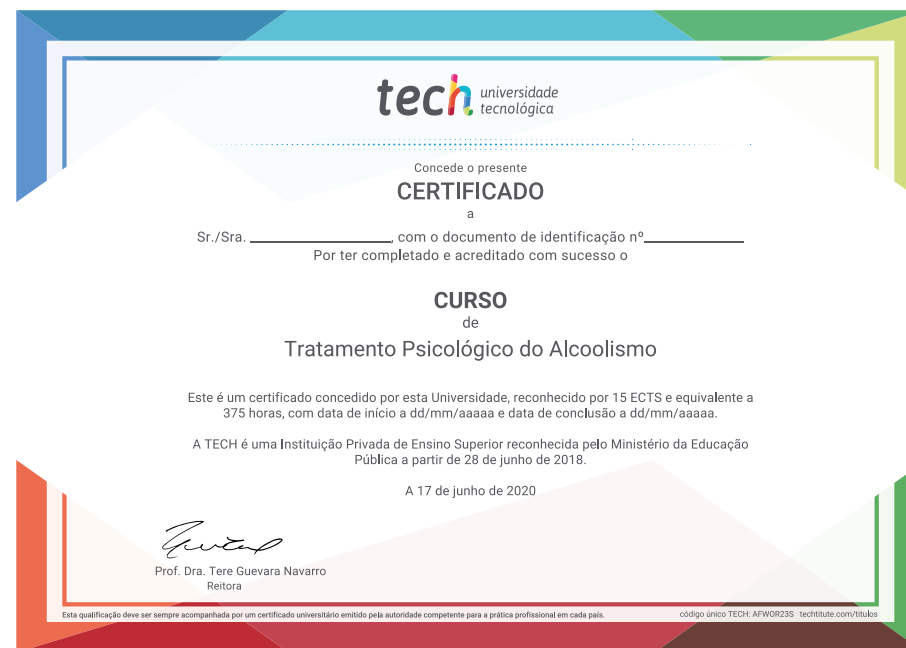 tech universidade
tecnológica
Concede o presente
CERTIFICADO
a
Sr./Sra. ____________________, com o documento de identificação nº______________
Por ter completado e acreditado com sucesso o
CURSO
de
Tratamento Psicológico do Alcoolismo
Este é um certificado concedido por esta Universidade, reconhecido por 15 ECTS e equivalente a
375 horas, com data de início a dd/mm/aaaaa e data de conclusão a dd/mm/aaaaa.
A TECH é uma Instituição Privada de Ensino Superior reconhecida pelo Ministério da Educação
Pública a partir de 28 de junho de 2018.
A 17 de junho de 2020
Prof. Dra. Tere Guevara Navarro
Reitora
Esta qualificação deve ser sempre acompanhada por um certificado universitário emitido pela autoridade competente para a prática profissional em cada país.
código único TECH: AFWOR23S techtitute.com/titulos